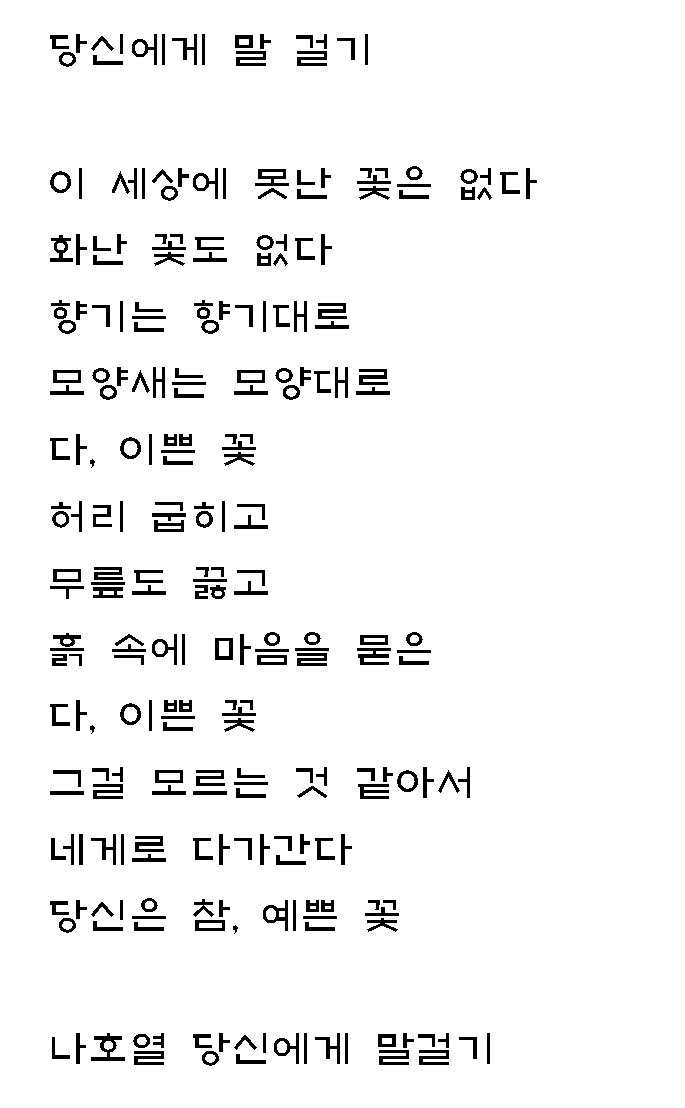 당신에게 말 걸기
이 세상에 못난 꽃은 없다
화난 꽃도 없다
향기는 향기대로
모양새는 모양대로
다, 이쁜 꽃
허리 굽히고
무릎도 끓고
흙 속에 마음을 묻은
다, 이쁜 꽃
그걸 모르는 것 같아서
네게로 다가간다
당신은 참, 예쁜 꽃
나호열 당신에게 말걸기